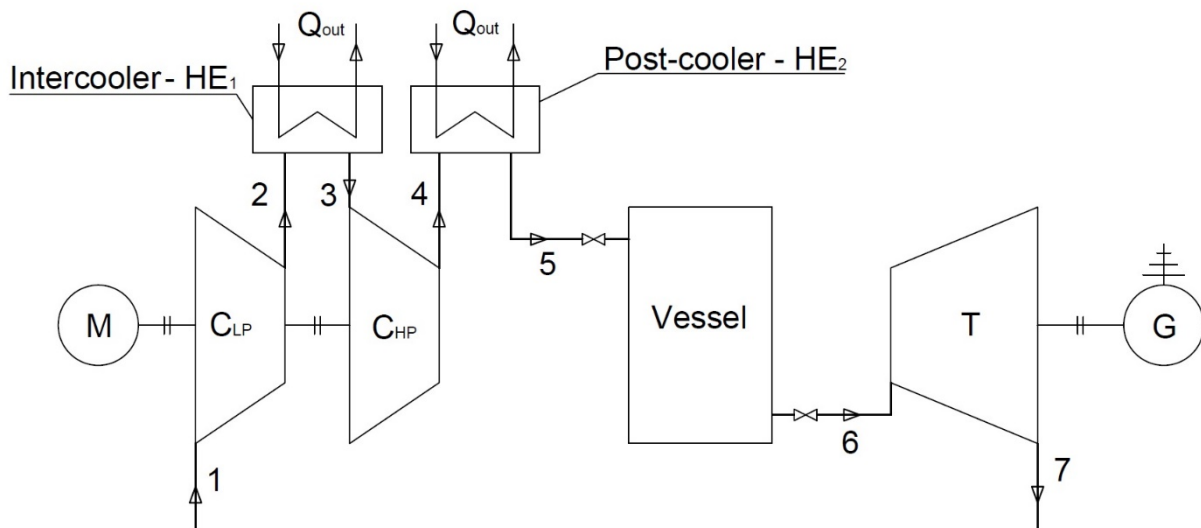 Qout
Qout
Intercooler - HE1
Post-cooler - HE2
2
3
4
5
M
CLP
CHP
Vessel
T
G
6
1
7